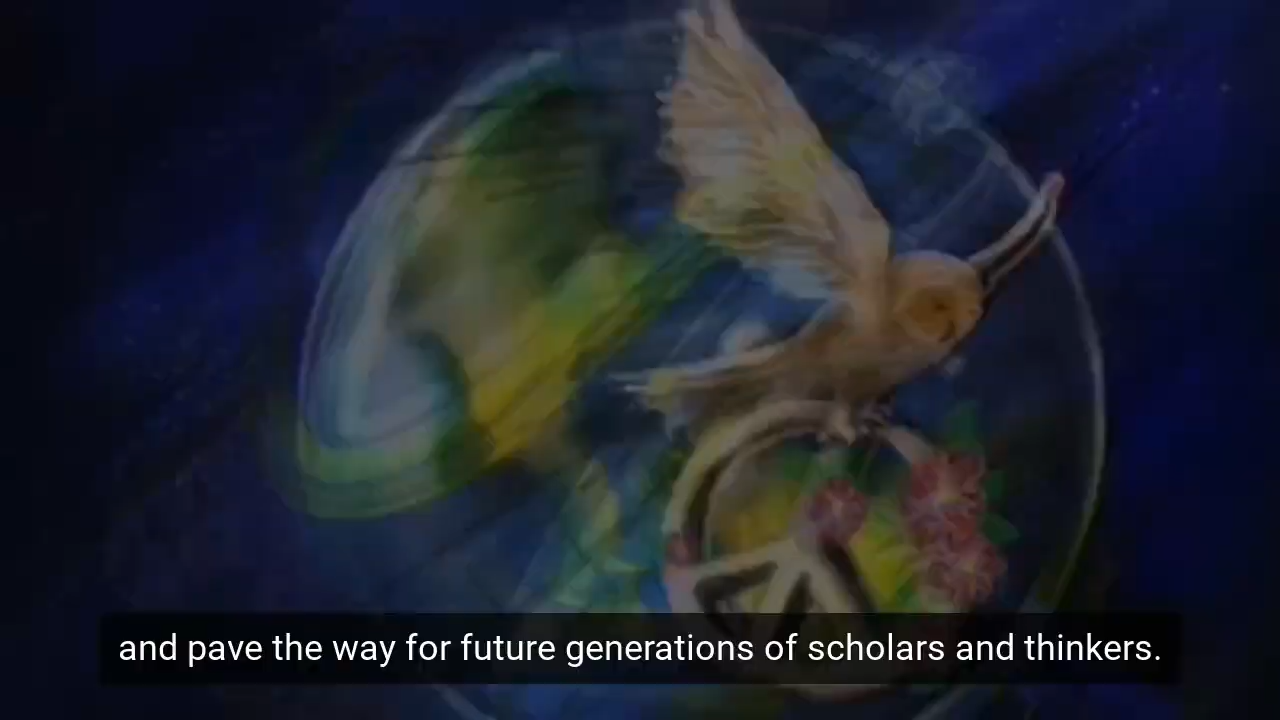 and pave the way for future generations of scholars and thinkers.